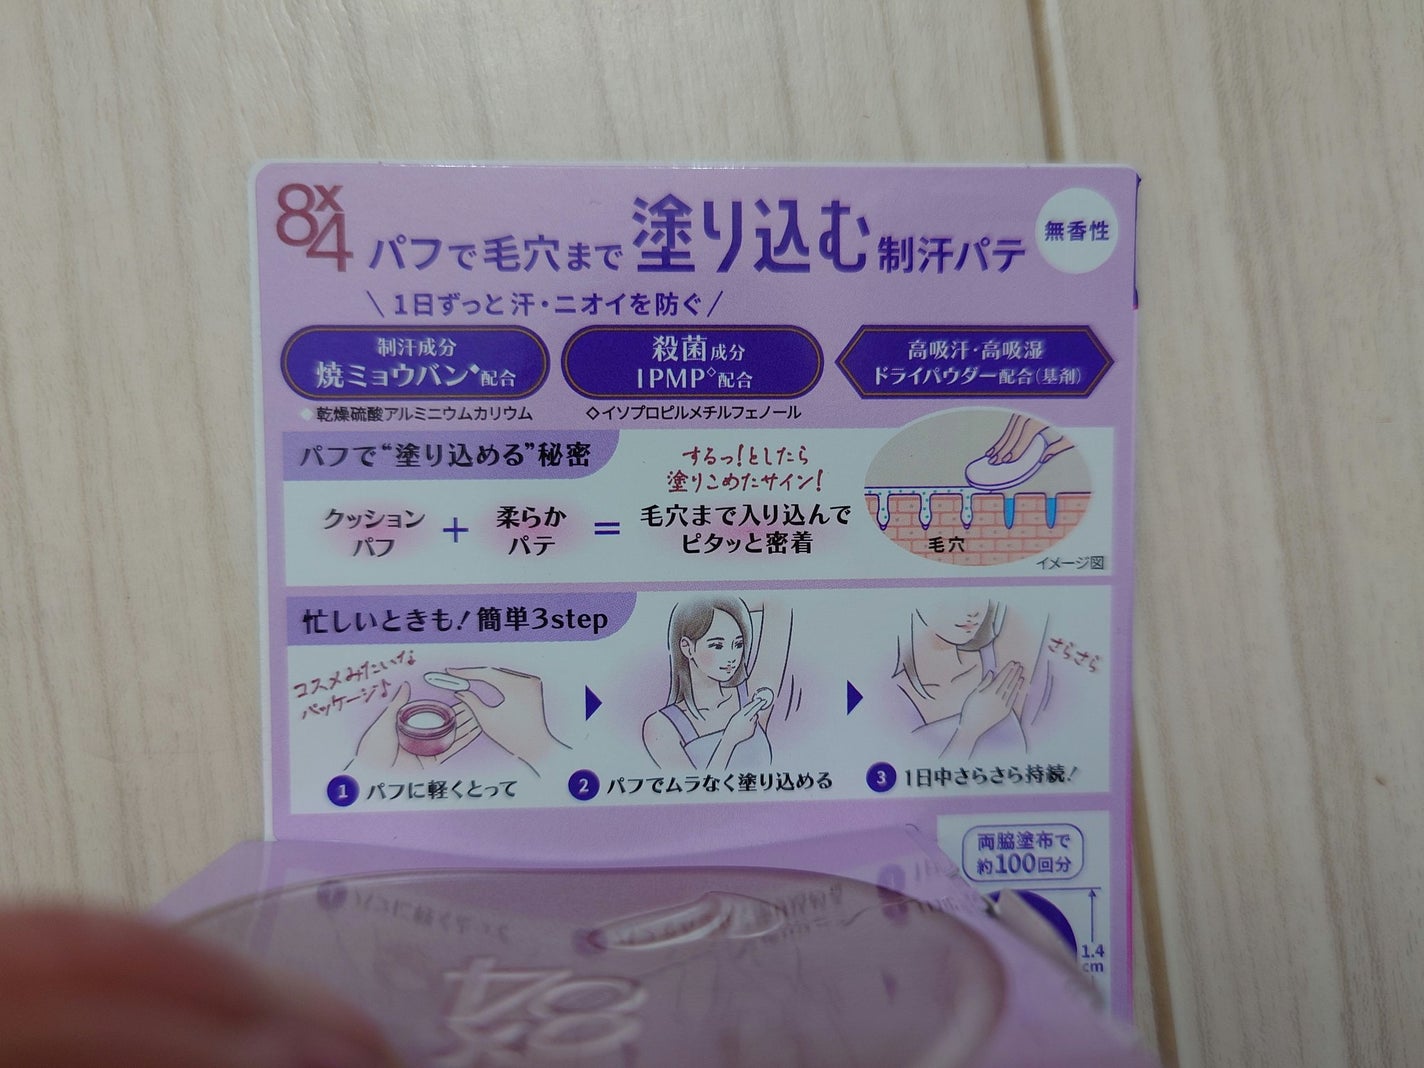 8x4
パフで毛穴まで塗り込む制汗パテ
無香性
\ 1日ずっと汗・ニオイを防ぐ /
制汗成分
焼ミョウバン◆配合
◆乾燥硫酸アルミニウムカリウム
殺菌成分
IPMP◇配合
◇イソプロピルメチルフェノール
高吸汗・高吸湿
ドライパウダー配合(基剤)
パフで“塗り込める”秘密
クッション
パフ
+
柔らか
パテ
=
するっ!としたら
塗りこめたサイン!
毛穴まで入り込んで
ピタッと密着
毛穴
イメージ図
忙しいときも!簡単3step
コスメみたいな
パッケージ♪
1 パフに軽くとって
2 パフでムラなく塗り込める
さらさら
3 1日中さらさら持続!
両脇塗布で
約100回分
1.4
cm
8x4